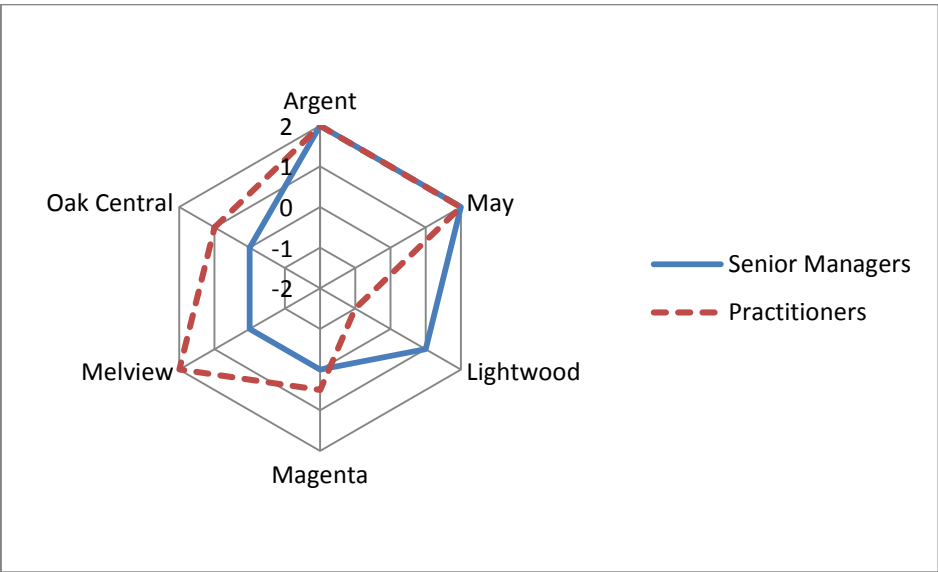 Argent
2
1
Oak Central
0
May
-1
-2
Senior Managers
Practitioners
Melview
Lightwood
Magenta